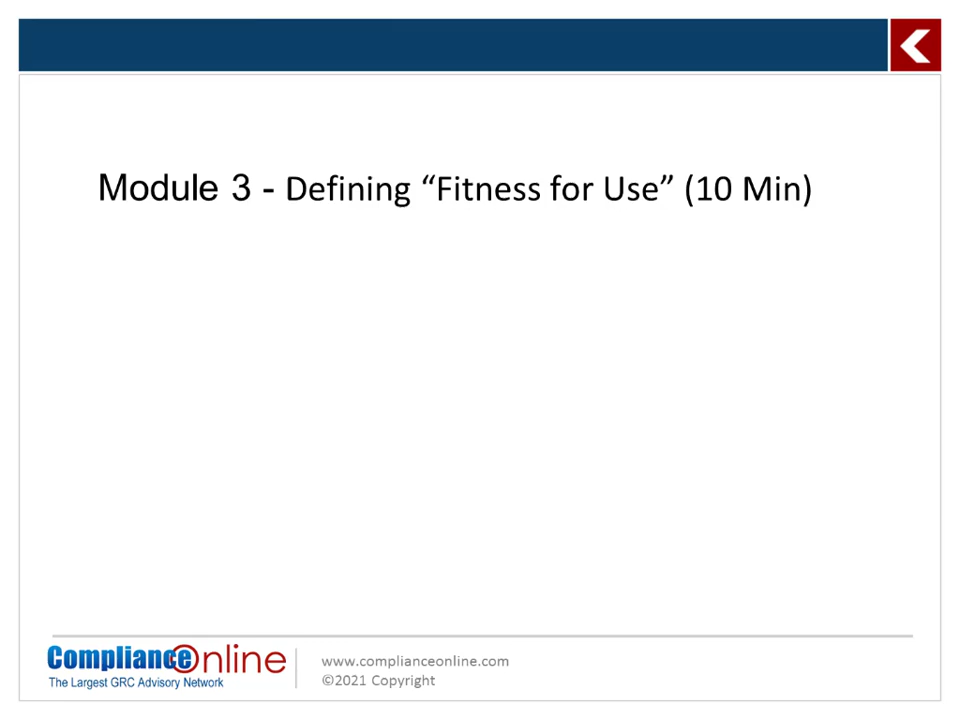 Module 3 - Defining “Fitness for Use” (10 Min)
ComplianceOnline
The Largest GRC Advisory Network
www.complianceonline.com
©2021 Copyright